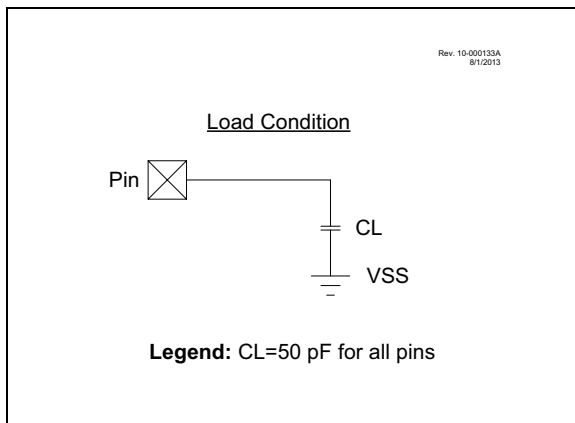 Rev. 10-000133A
8/1/2013
Load Condition
Pin
CL
VSS
Legend: CL=50 pF for all pins